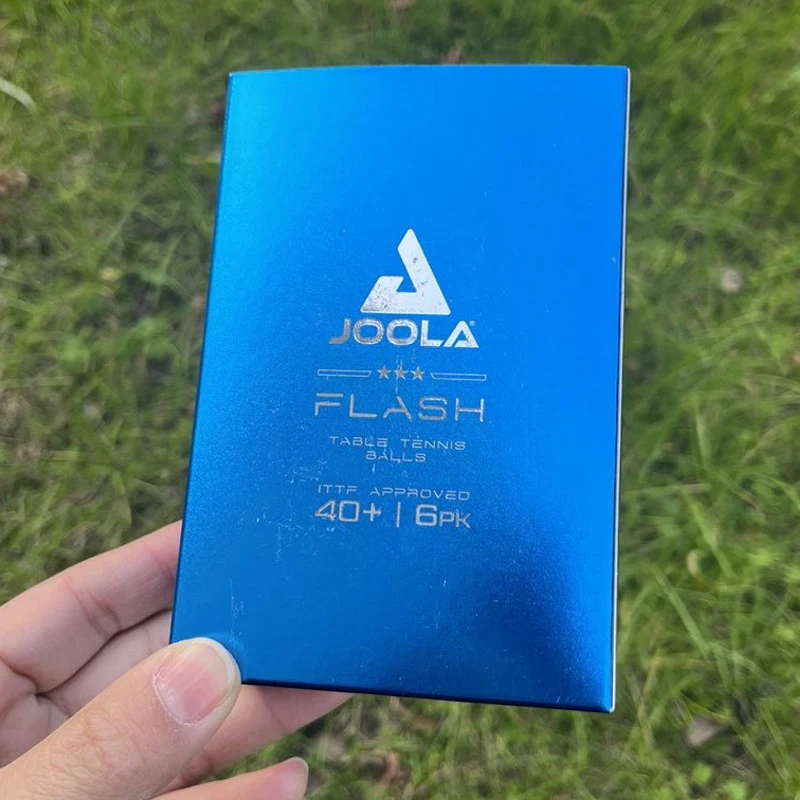 JOOLA®
★★★
FLASH
TABLE TENNIS
BALLS
ITTF APPROVED
40+ | 6PK